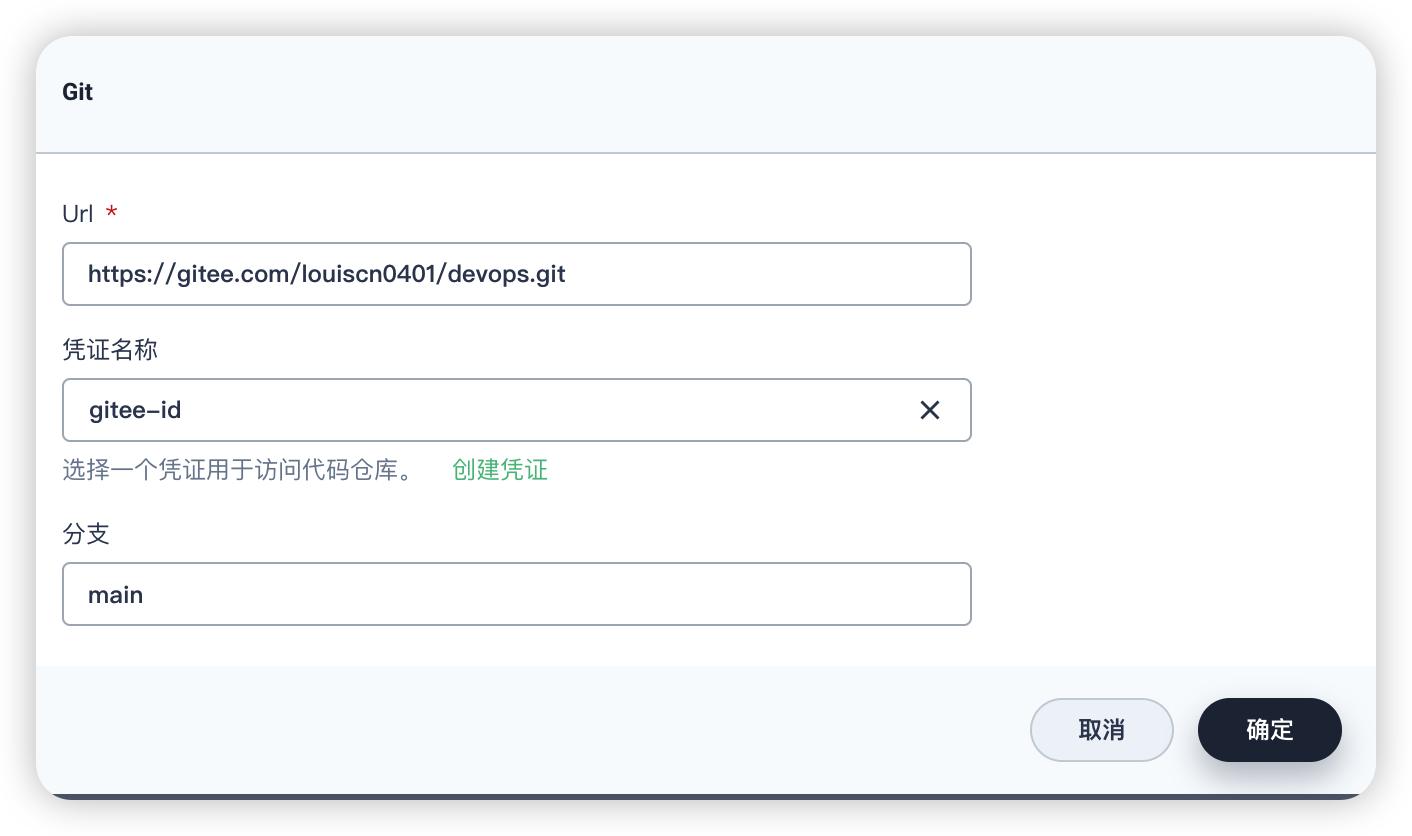 Git
Url *
https://gitee.com/louiscn0401/devops.git
凭证名称
gitee-id
选择一个凭证用于访问代码仓库。 创建凭证
分支
main
取消 确定